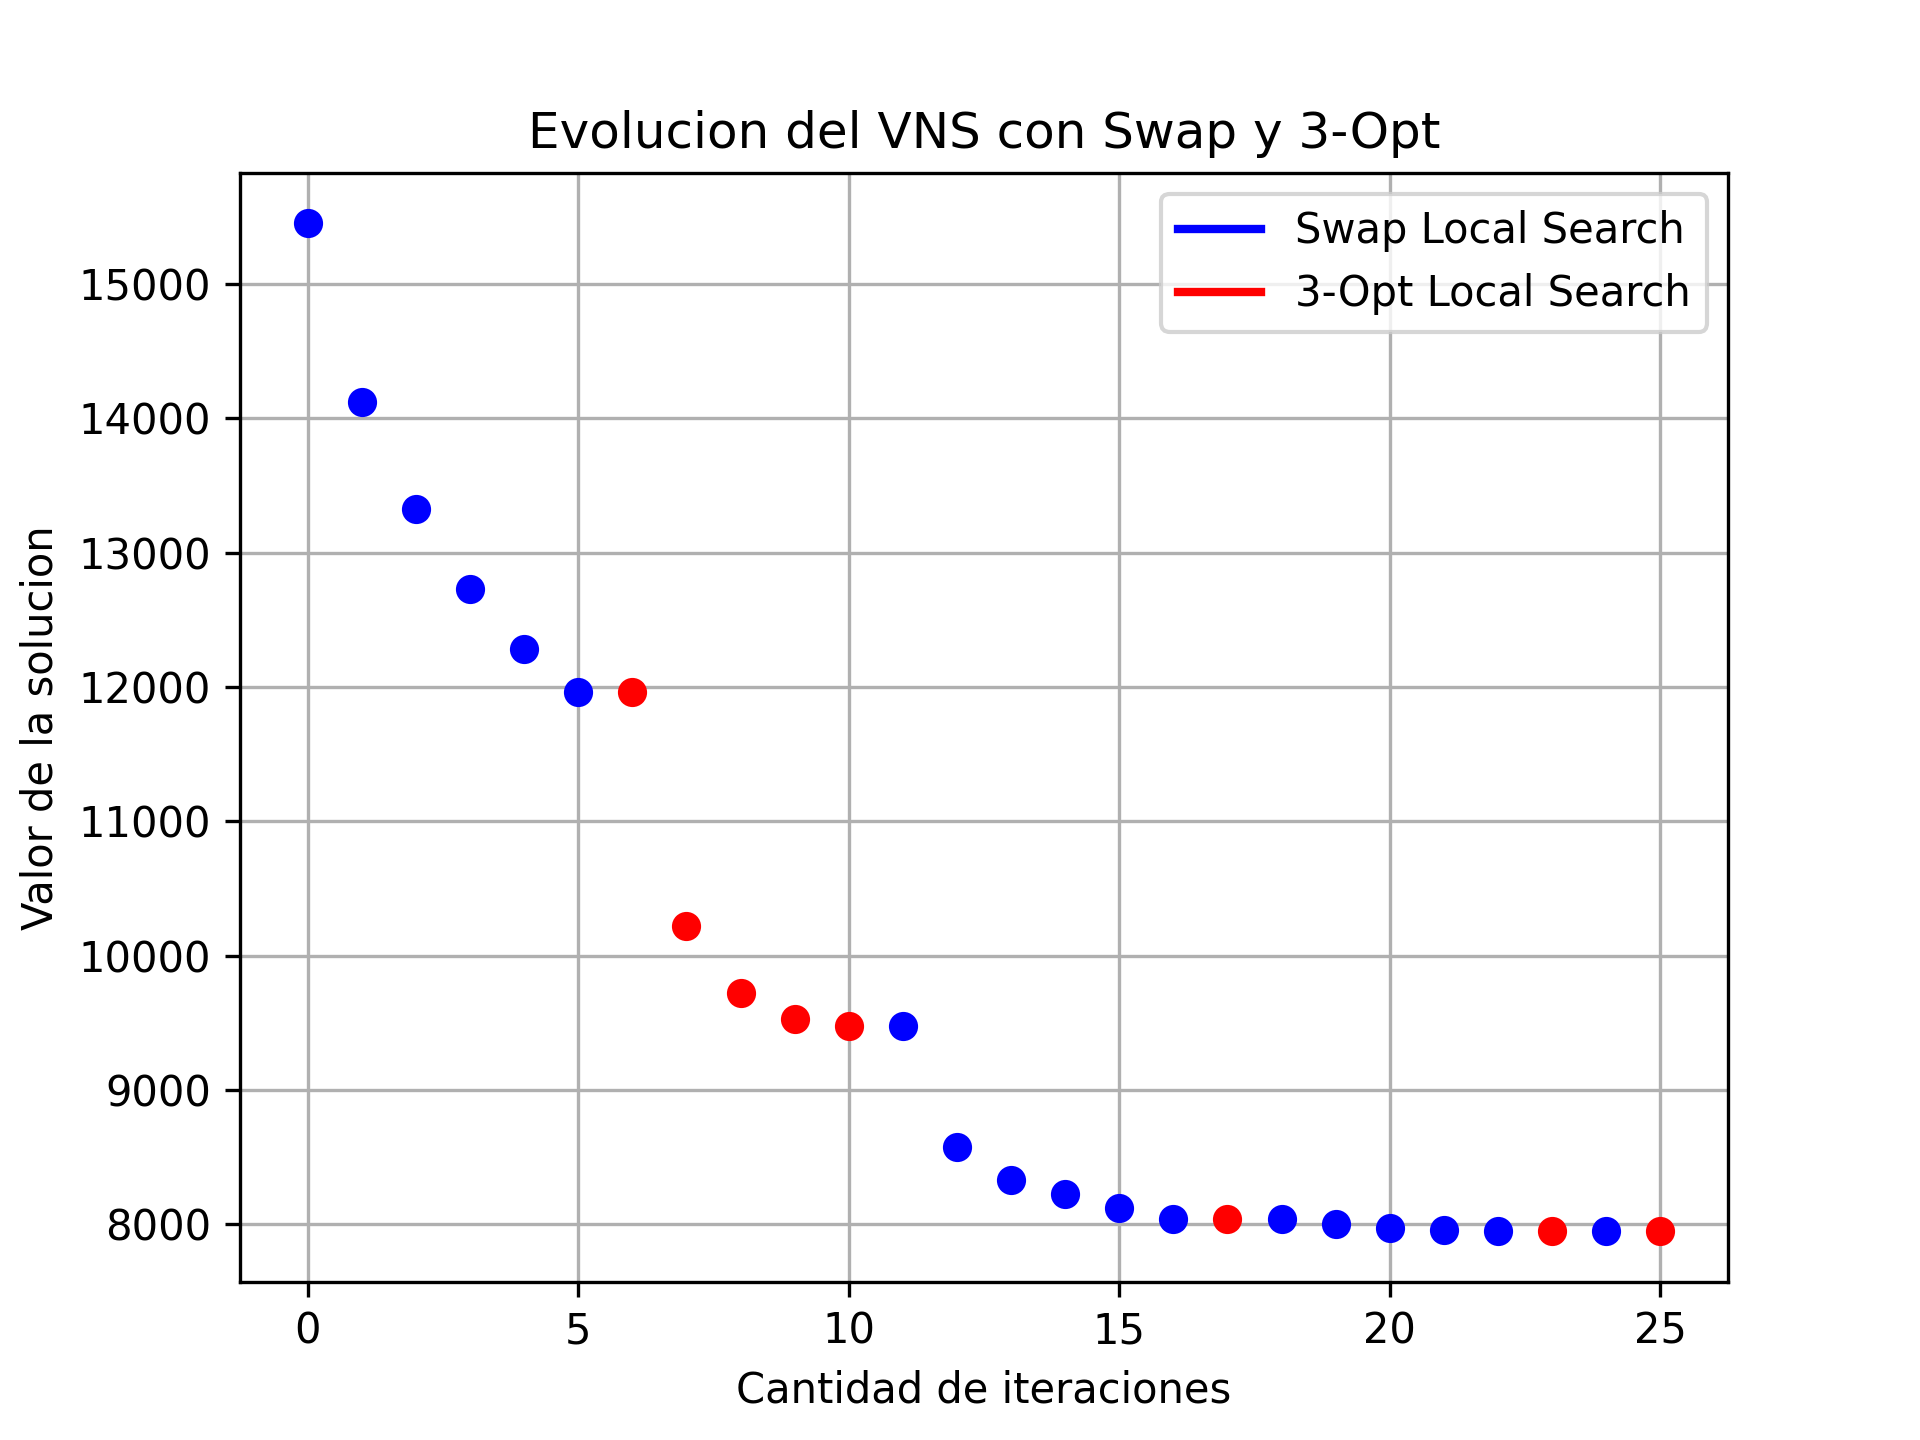 Evolucion del VNS con Swap y 3-Opt
Swap Local Search
3-Opt Local Search
Valor de la solucion
15000
14000
13000
12000
11000
10000
9000
8000
0 5 10 15 20 25
Cantidad de iteraciones